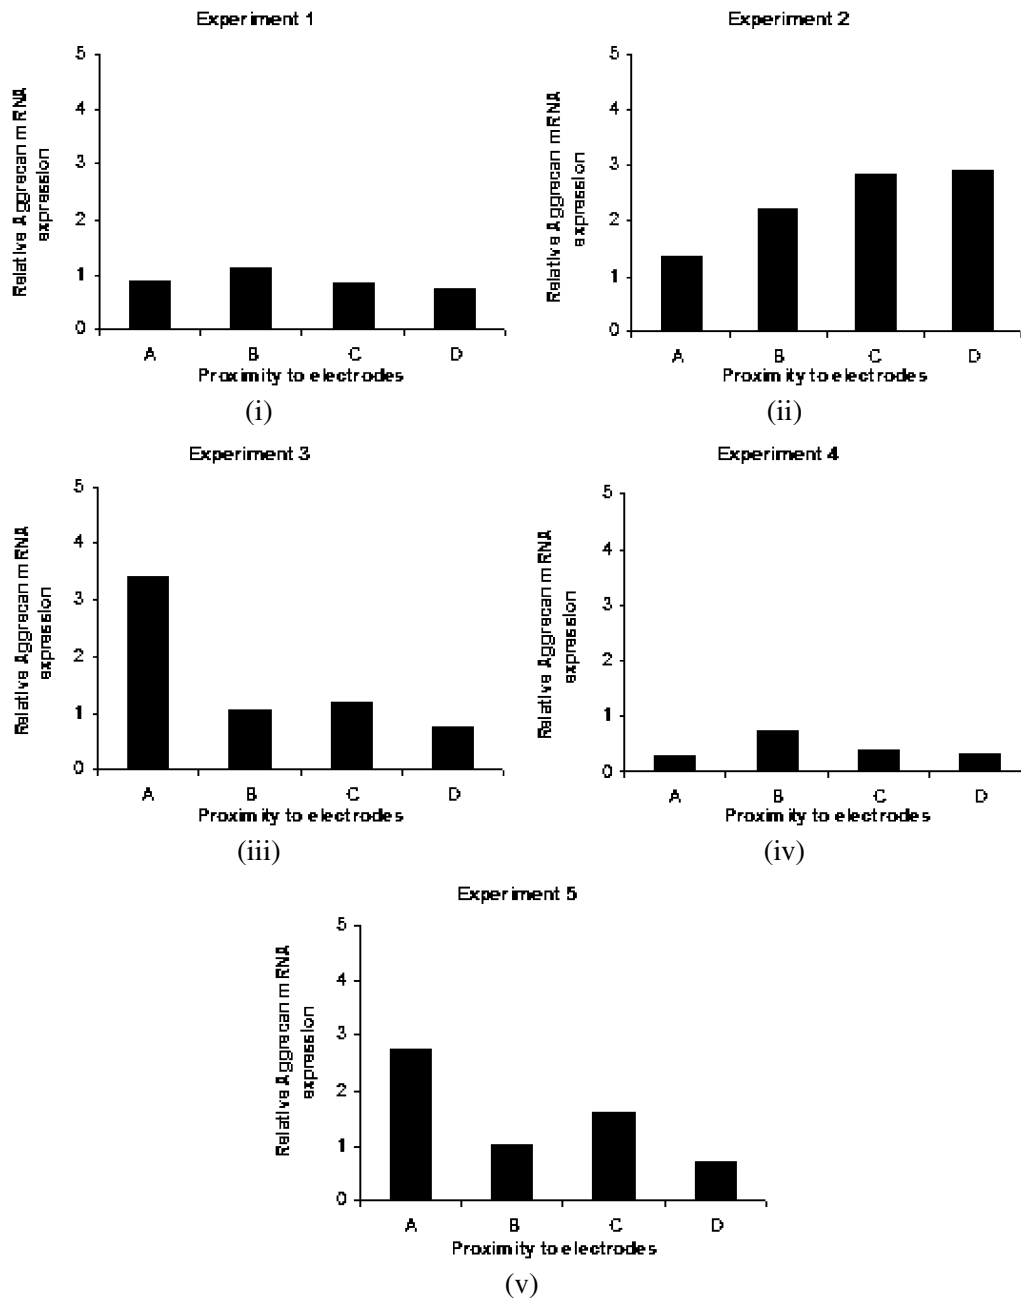 Experiment 1
Relative Aggrecan mRNA
expression
5
4
3
2
1
0
A B C D
Proximity to electrodes
(i)
Experiment 2
Relative Aggrecan mRNA
expression
5
4
3
2
1
0
A B C D
Proximity to electrodes
(ii)
Experiment 3
Relative Aggrecan mRNA
expression
5
4
3
2
1
0
A B C D
Proximity to electrodes
(iii)
Experiment 4
Relative Aggrecan mRNA
expression
5
4
3
2
1
0
A B C D
Proximity to electrodes
(iv)
Experiment 5
Relative Aggrecan mRNA
expression
5
4
3
2
1
0
A B C D
Proximity to electrodes
(v)